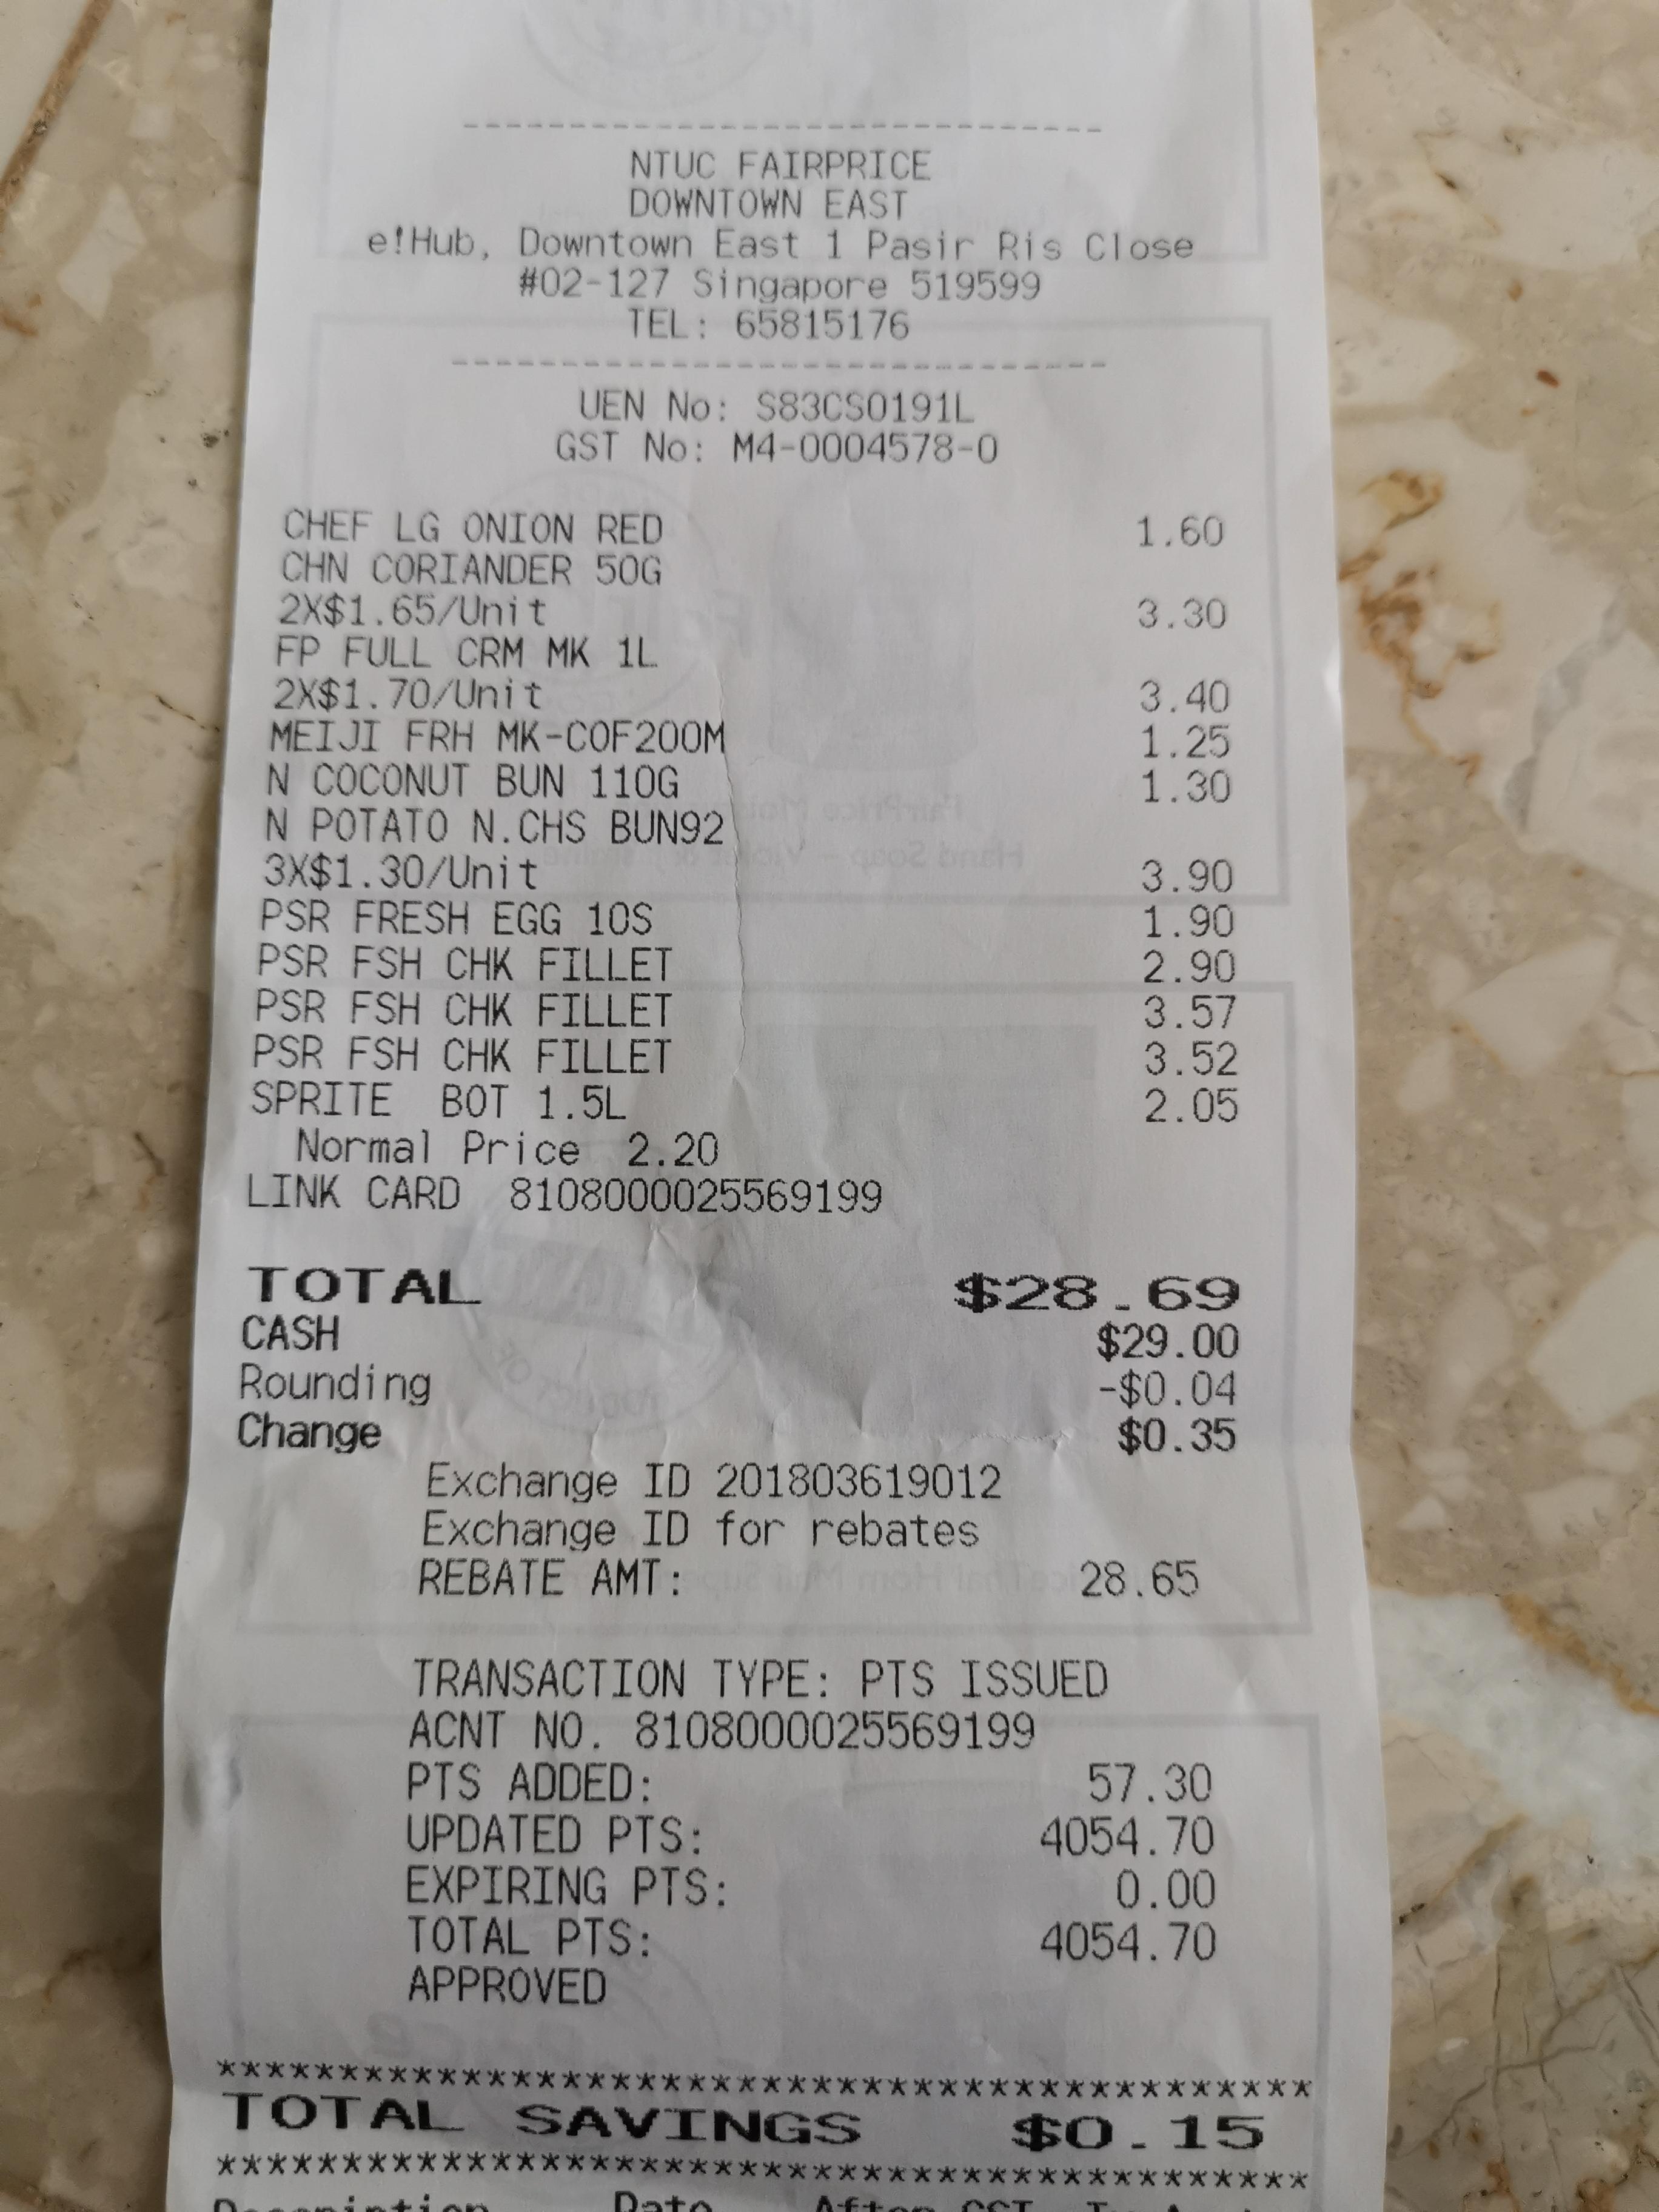 ------------------------------
NTUC FAIRPRICE
DOWNTOWN EAST
e!Hub, Downtown East 1 Pasir Ris Close
#02-127 Singapore 519599
TEL: 65815176
------------------------------
UEN No: S83CS0191L
GST No: M4-0004578-0
CHEF LG ONION RED 1.60
CHN CORIANDER 50G
2X$1.65/Unit 3.30
FP FULL CRM MK 1L
2X$1.70/Unit 3.40
MEIJI FRH MK-COF200M 1.25
N COCONUT BUN 110G 1.30
N POTATO N.CHS BUN92
3X$1.30/Unit 3.90
PSR FRESH EGG 10S 1.90
PSR FSH CHK FILLET 2.90
PSR FSH CHK FILLET 3.57
PSR FSH CHK FILLET 3.52
SPRITE BOT 1.5L 2.05
Normal Price 2.20
LINK CARD 8108000025569199
TOTAL $28.69
CASH $29.00
Rounding -$0.04
Change $0.35
Exchange ID 201803619012
Exchange ID for rebates
REBATE AMT: 28.65
TRANSACTION TYPE: PTS ISSUED
ACNT NO. 8108000025569199
PTS ADDED: 57.30
UPDATED PTS: 4054.70
EXPIRING PTS: 0.00
TOTAL PTS: 4054.70
APPROVED
********************************************
TOTAL SAVINGS $0.15
********************************************
Description Rate After GST